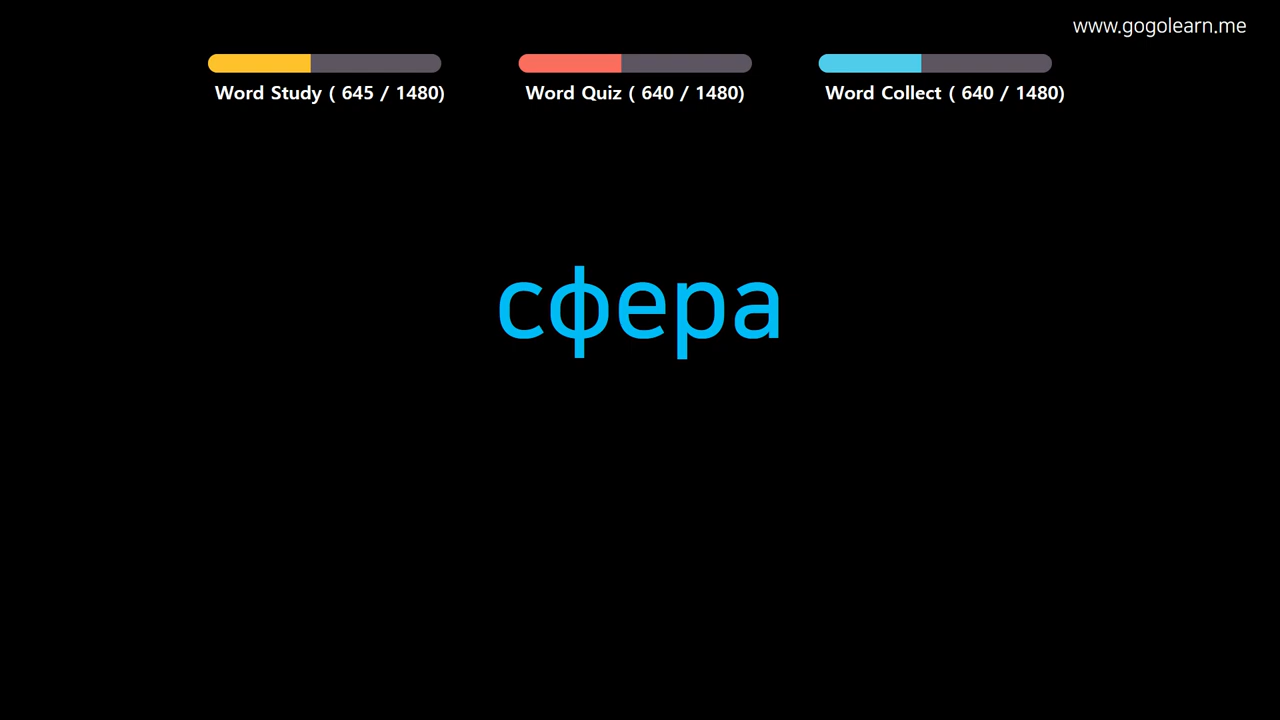 www.gogolearn.me
Word Study ( 645 / 1480)
Word Quiz ( 640 / 1480)
Word Collect ( 640 / 1480)
сфера